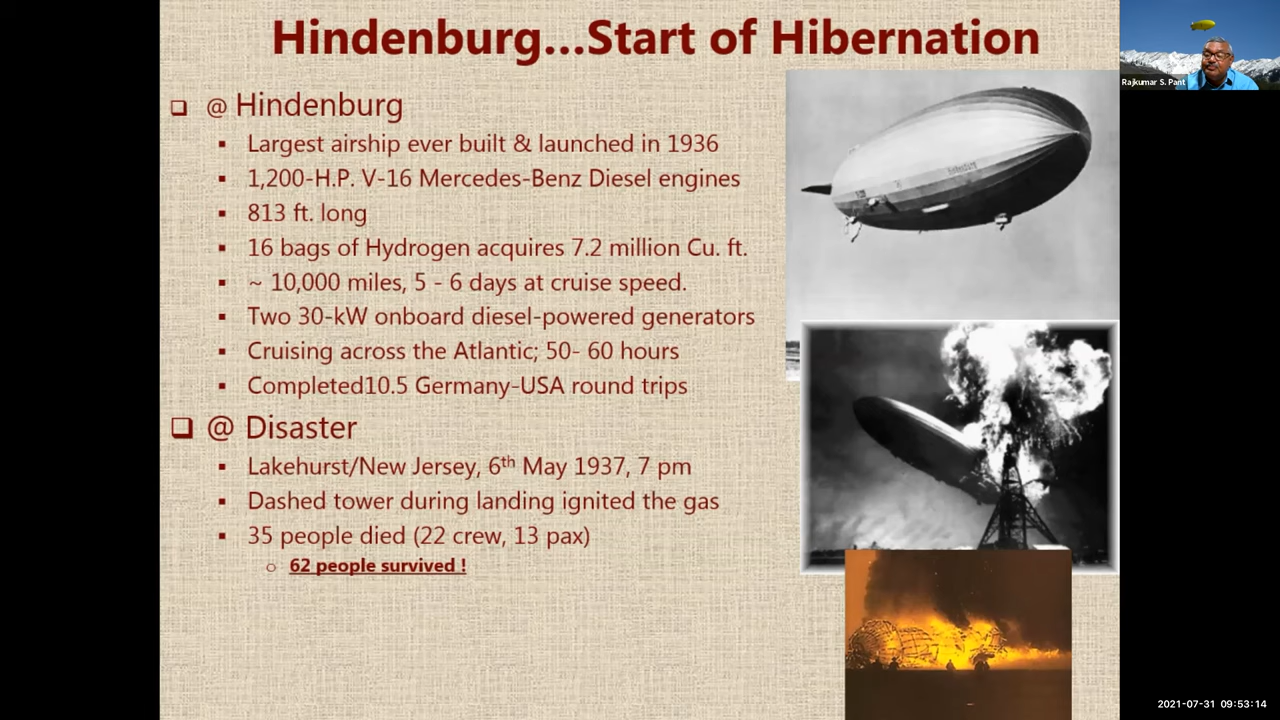 Hindenburg...Start of Hibernation
@ Hindenburg
Largest airship ever built & launched in 1936
1,200-H.P. V-16 Mercedes-Benz Diesel engines
813 ft. long
16 bags of Hydrogen acquires 7.2 million Cu. ft.
~ 10,000 miles, 5 - 6 days at cruise speed.
Two 30-kW onboard diesel-powered generators
Cruising across the Atlantic; 50- 60 hours
Completed10.5 Germany-USA round trips
@ Disaster
Lakehurst/New Jersey, 6th May 1937, 7 pm
Dashed tower during landing ignited the gas
35 people died (22 crew, 13 pax)
62 people survived !
Hindenburg
Rajkumar S. Pant
2021-07-31 09:53:14